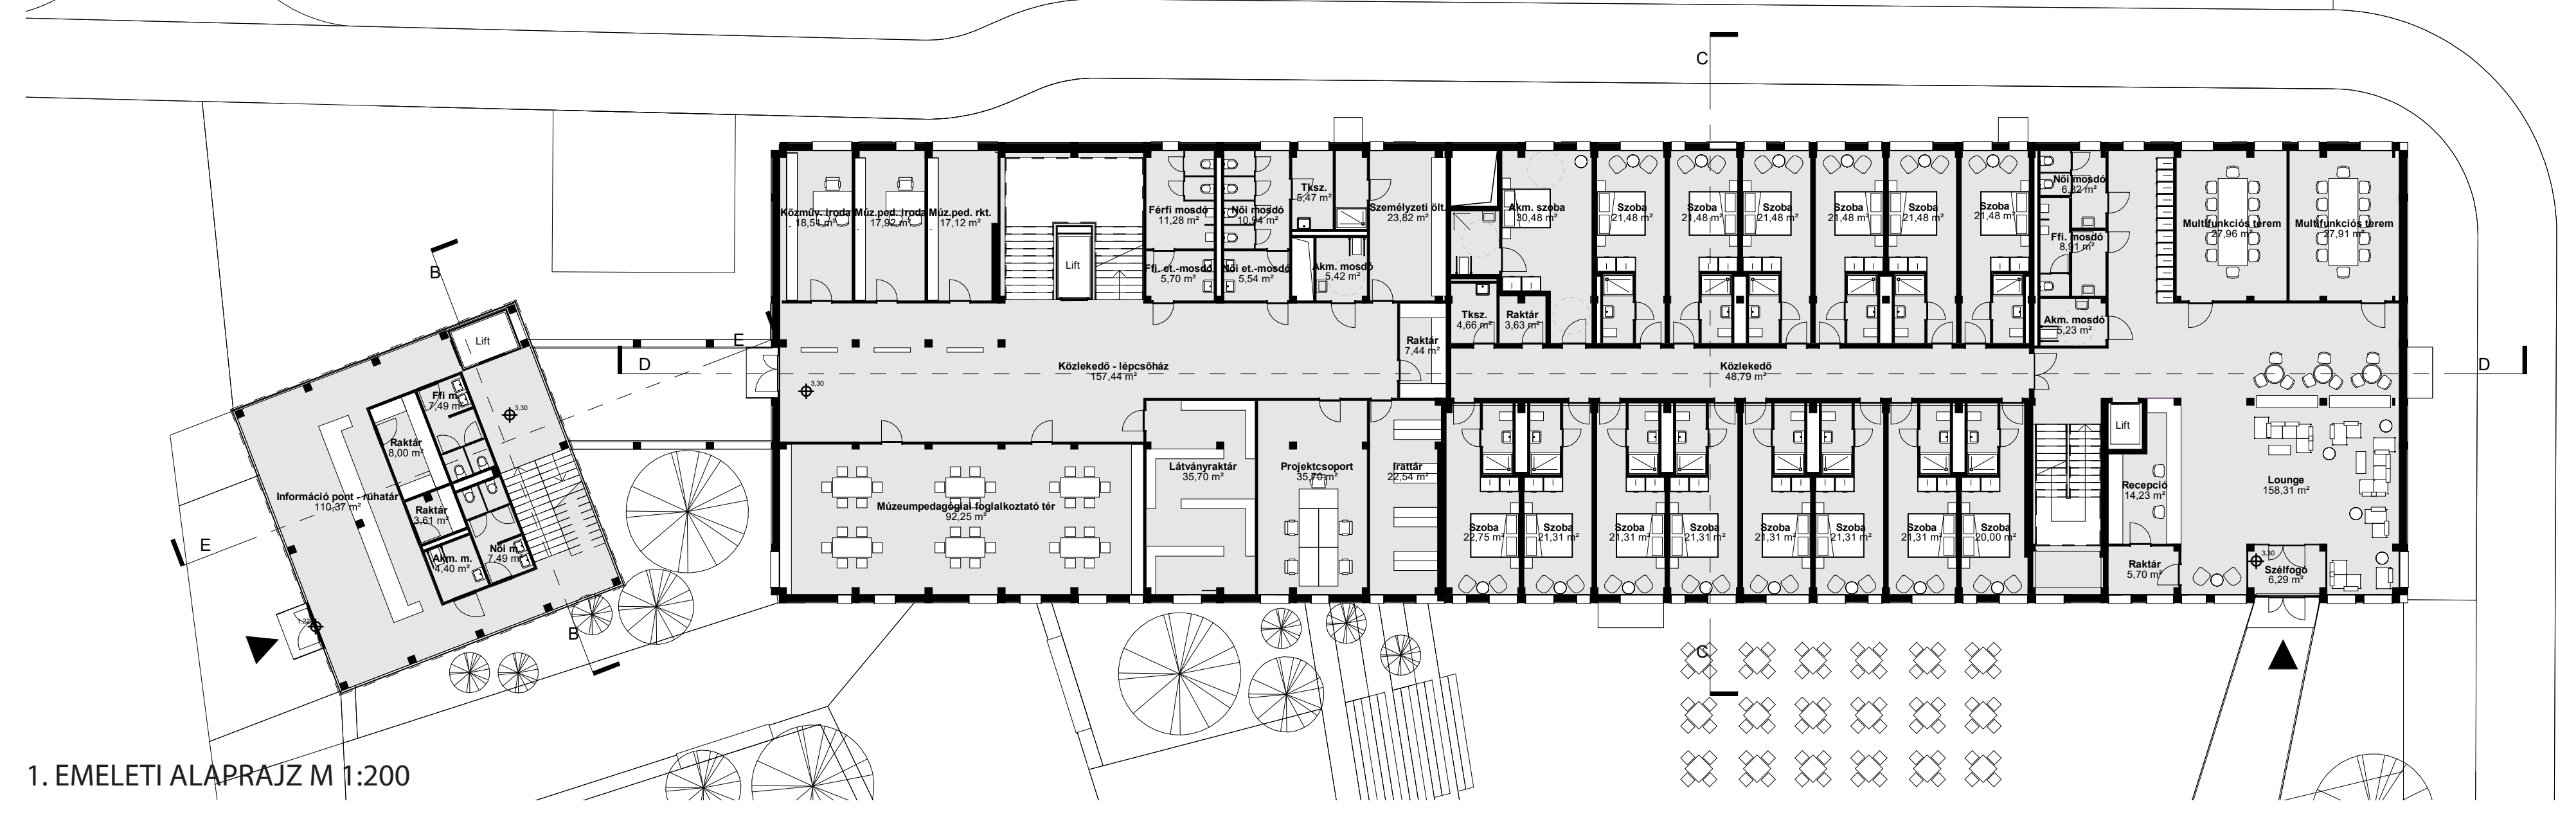 C
Közműv. iroda
18,51 m²
Múz.ped. iroda
17,92 m²
Múz.ped. rkt.
17,12 m²
Lift
Férfi mosdó
11,28 m²
Női mosdó
10,94 m²
Tksz.
5,47 m²
Személyzeti ölt.
23,82 m²
Ffi. et.-mosdó
5,70 m²
Női et.-mosdó
5,54 m²
Akm. mosdó
5,42 m²
Akm. szoba
30,48 m²
Szoba
21,48 m²
Szoba
21,48 m²
Szoba
21,48 m²
Szoba
21,48 m²
Szoba
21,48 m²
Szoba
21,48 m²
Női mosdó
6,82 m²
Ffi. mosdó
8,91 m²
Akm. mosdó
5,23 m²
Multifunkciós terem
27,96 m²
Multifunkciós terem
27,91 m²
Tksz.
4,66 m²
Raktár
3,63 m²
Raktár
7,44 m²
B
E
D
Lift
3,30
3,30
Közlekedő - lépcsőház
157,44 m²
Közlekedő
48,79 m²
D
Ffi m.
7,49 m²
Raktár
8,00 m²
Információ pont - ruhatár
110,37 m²
Raktár
3,61 m²
Akm. m.
4,40 m²
Női m.
7,49 m²
E
B
Múzeumpedagógiai foglalkoztató tér
92,25 m²
Látványraktár
35,70 m²
Projektcsoport
35,70 m²
Irattár
22,54 m²
Szoba
22,75 m²
Szoba
21,31 m²
Szoba
21,31 m²
Szoba
21,31 m²
Szoba
21,31 m²
Szoba
21,31 m²
Szoba
21,31 m²
Szoba
20,00 m²
Lift
Recepció
14,23 m²
Lounge
158,31 m²
Raktár
5,70 m²
3,30
Szélfogó
6,29 m²
C
1. EMELETI ALAPRAJZ M 1:200